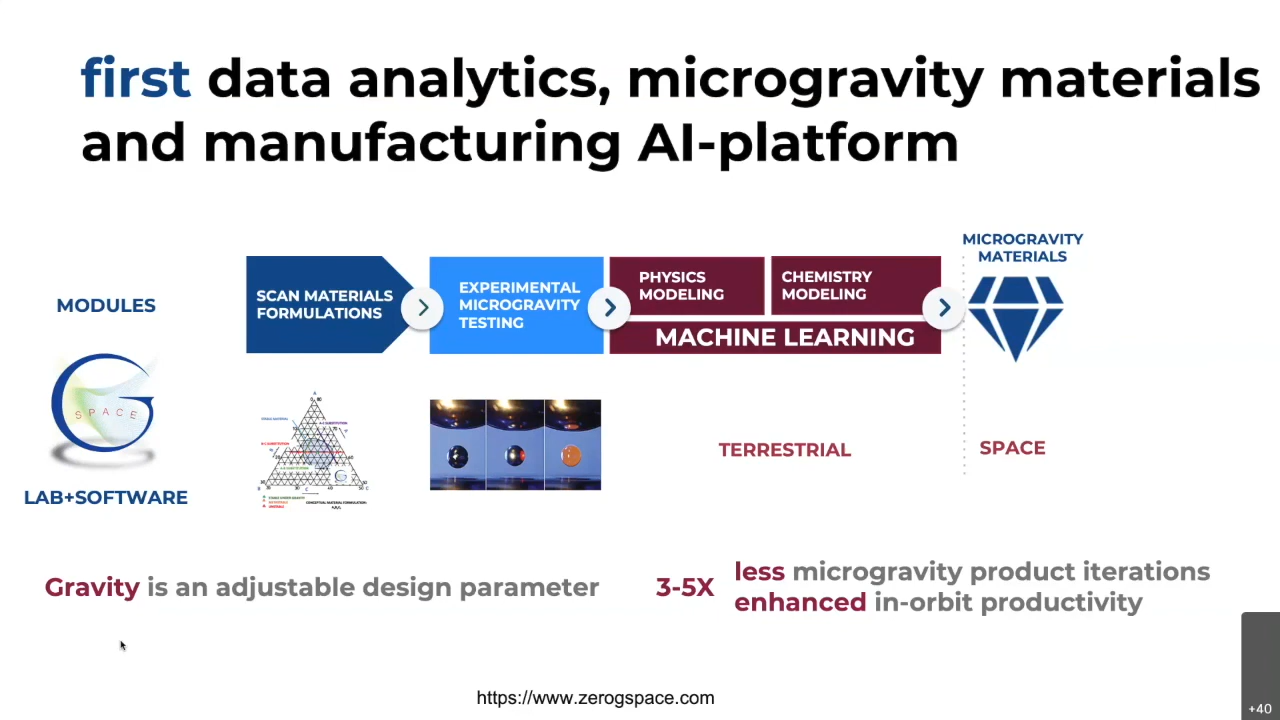 first data analytics, microgravity materials
and manufacturing AI-platform
MICROGRAVITY
MATERIALS
MODULES
SCAN MATERIALS
FORMULATIONS
EXPERIMENTAL
MICROGRAVITY
TESTING
PHYSICS
MODELING
CHEMISTRY
MODELING
MACHINE LEARNING
SPACE
LAB+SOFTWARE
TERRESTRIAL
SPACE
Gravity is an adjustable design parameter
3-5X
less microgravity product iterations
enhanced in-orbit productivity
https://www.zerogspace.com
+40